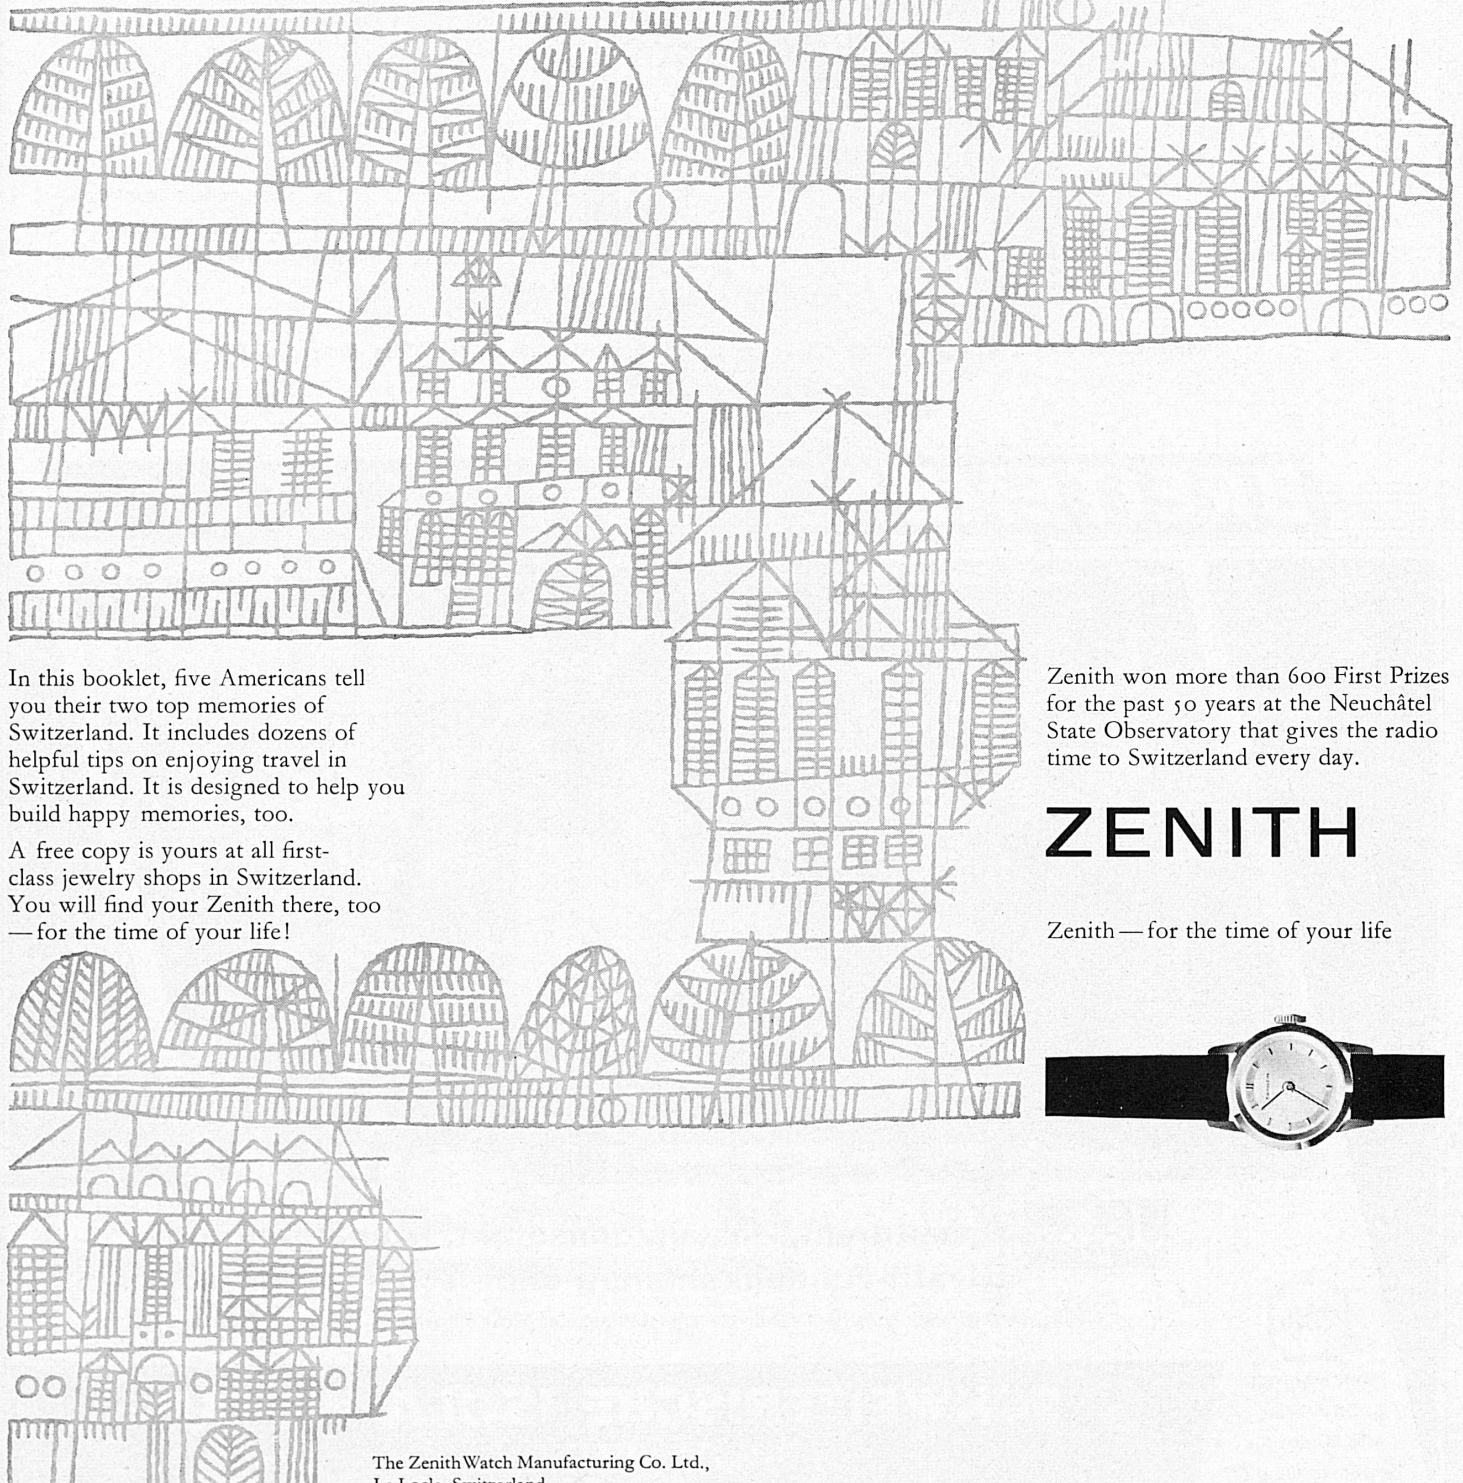 In this booklet, five Americans tell
you their two top memories of
Switzerland. It includes dozens of
helpful tips on enjoying travel in
Switzerland. It is designed to help you
build happy memories, too.
A free copy is yours at all first-
class jewelry shops in Switzerland.
You will find your Zenith there, too
—for the time of your life!
Zenith won more than 600 First Prizes
for the past 50 years at the Neuchâtel
State Observatory that gives the radio
time to Switzerland every day.
ZENITH
Zenith—for the time of your life
The Zenith Watch Manufacturing Co. Ltd.,
Le Locle, Switzerland